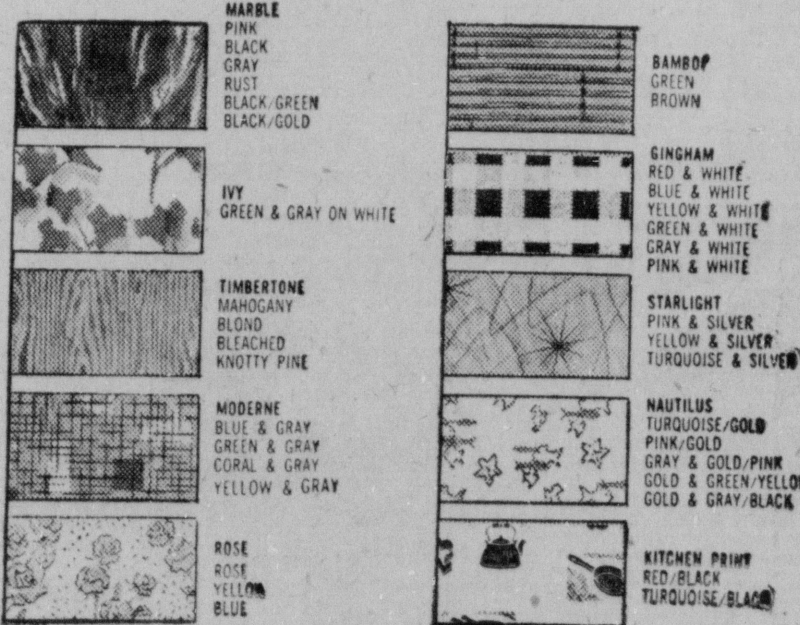 MARBLE
PINK
BLACK
GRAY
RUST
BLACK/GREEN
BLACK/GOLD
IVY
GREEN & GRAY ON WHITE
TIMBERTONE
MAHOGANY
BLOND
BLEACHED
KNOTTY PINE
MODERNE
BLUE & GRAY
GREEN & GRAY
CORAL & GRAY
YELLOW & GRAY
ROSE
ROSE
YELLOW
BLUE
BAMBOO
GREEN
BROWN
GINGHAM
RED & WHITE
BLUE & WHITE
YELLOW & WHITE
GREEN & WHITE
GRAY & WHITE
PINK & WHITE
STARLIGHT
PINK & SILVER
YELLOW & SILVER
TURQUOISE & SILVER
NAUTILUS
TURQUOISE/GOLD
PINK/GOLD
GRAY & GOLD/PINK
GOLD & GREEN/YELLO
GOLD & GRAY/BLACK
KITCHEN PRINT
RED/BLACK
TURQUOISE/BLACK